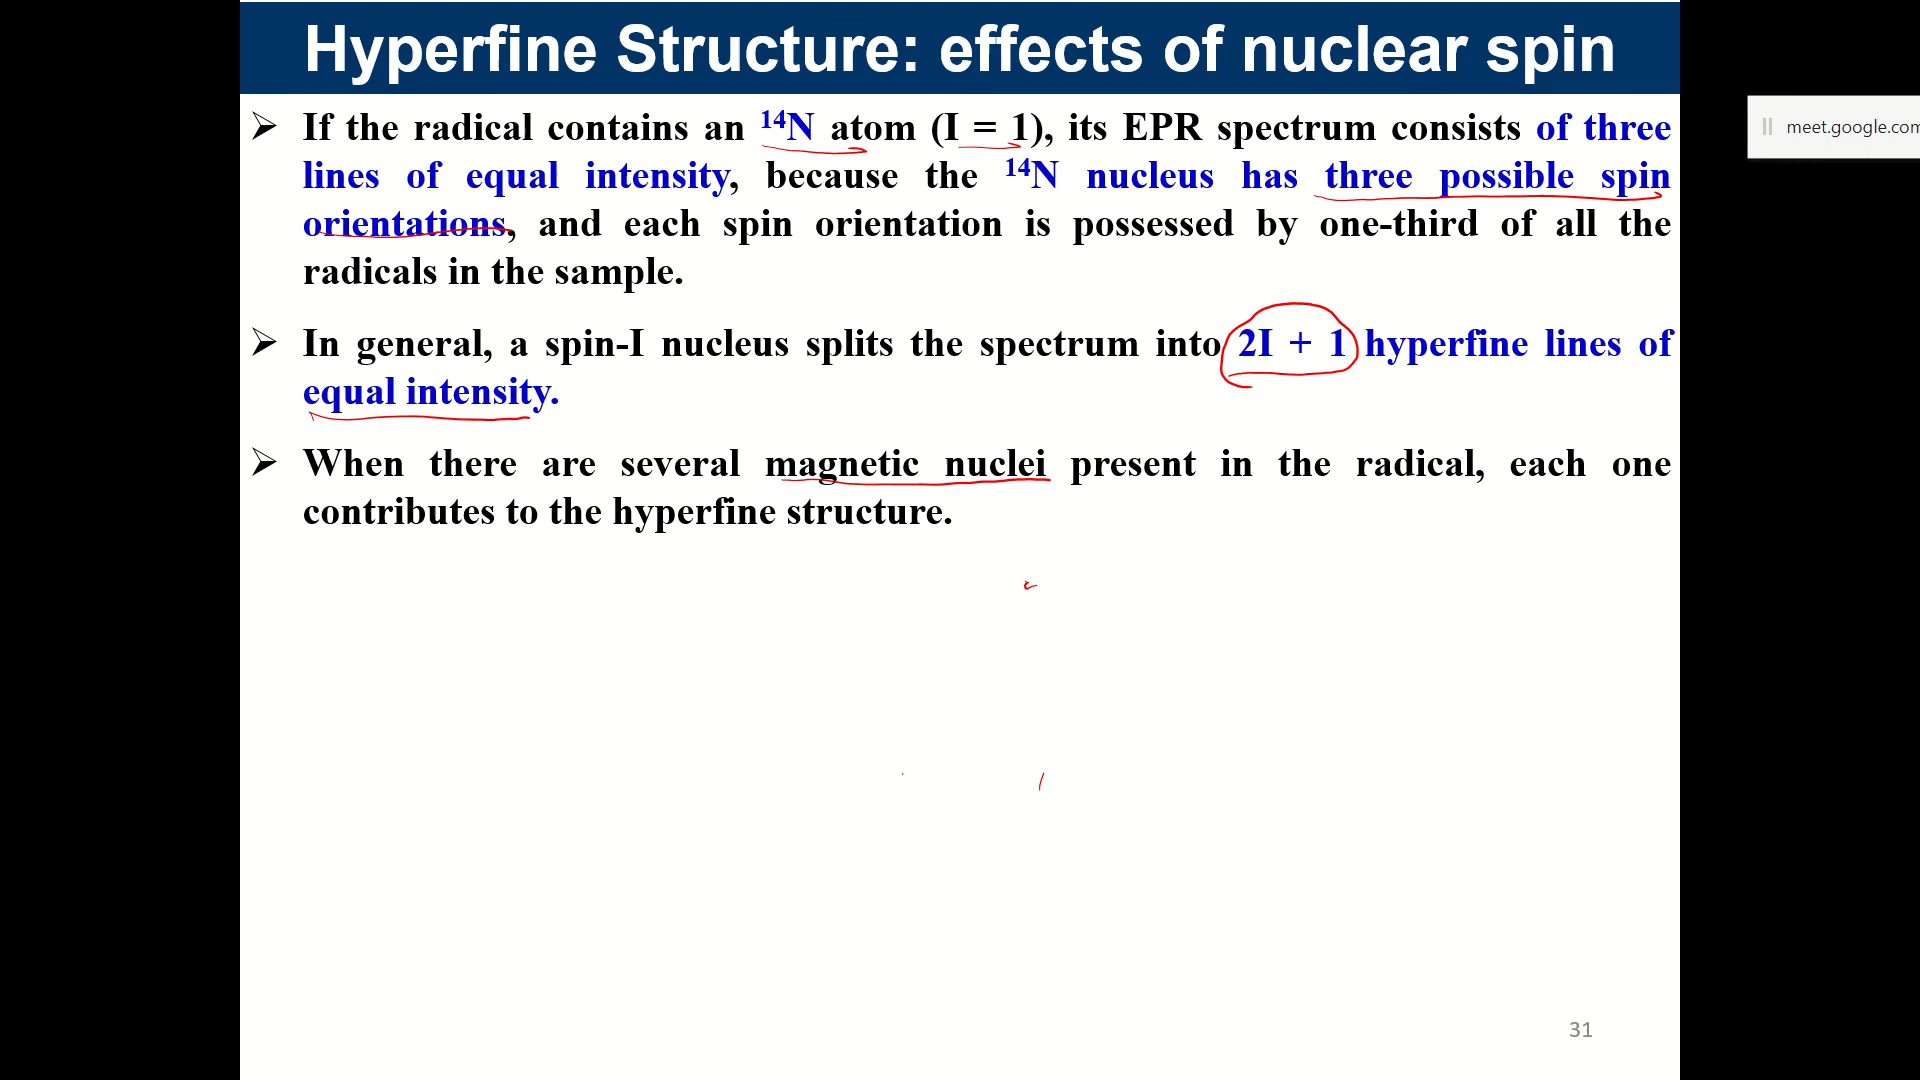 Hyperfine Structure: effects of nuclear spin
➢ If the radical contains an ¹⁴N atom (I = 1), its EPR spectrum consists of three
lines of equal intensity, because the ¹⁴N nucleus has three possible spin
orientations, and each spin orientation is possessed by one-third of all the
radicals in the sample.
➢ In general, a spin-I nucleus splits the spectrum into 2I + 1 hyperfine lines of
equal intensity.
➢ When there are several magnetic nuclei present in the radical, each one
contributes to the hyperfine structure.
meet.google.com
31